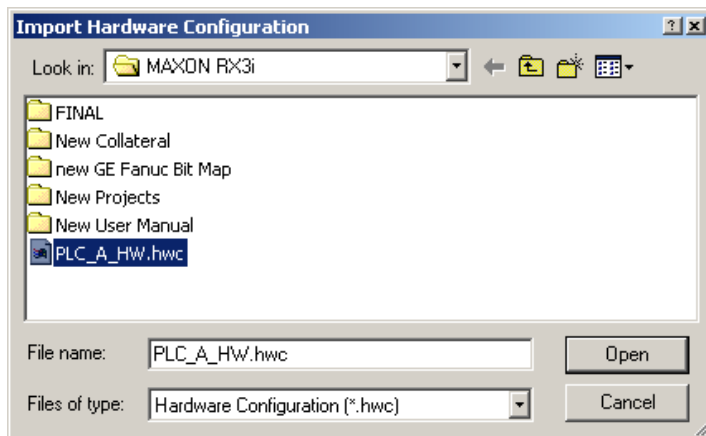 Import Hardware Configuration
Look in: MAXON RX3i
FINAL
New Collateral
new GE Fanuc Bit Map
New Projects
New User Manual
PLC_A_HW.hwc
File name: PLC_A_HW.hwc Open
Files of type: Hardware Configuration (*.hwc) Cancel